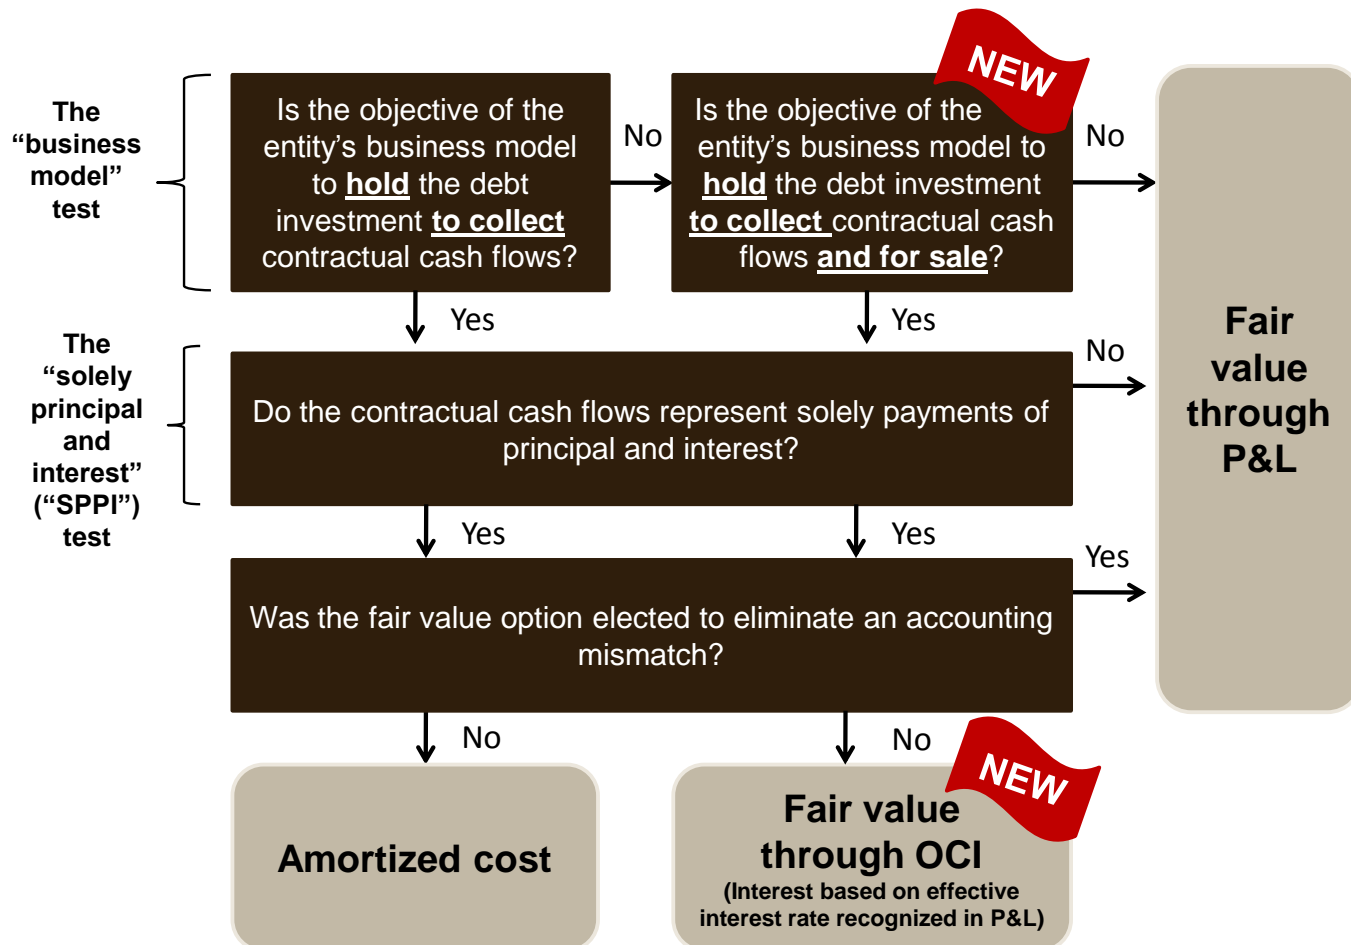 The
“business
model”
test
Is the objective of the
entity’s business model
to hold the debt
investment to collect
contractual cash flows?
No
Is the objective of the
entity’s business model to
hold the debt investment
to collect contractual cash
flows and for sale?
NEW
No
Yes
Yes
Fair
value
through
P&L
The
“solely
principal
and
interest”
(“SPPI”)
test
Do the contractual cash flows represent solely payments of
principal and interest?
No
Yes
Yes
Was the fair value option elected to eliminate an accounting
mismatch?
Yes
No
No
Amortized cost
Fair value
through OCI
(Interest based on effective
interest rate recognized in P&L)
NEW